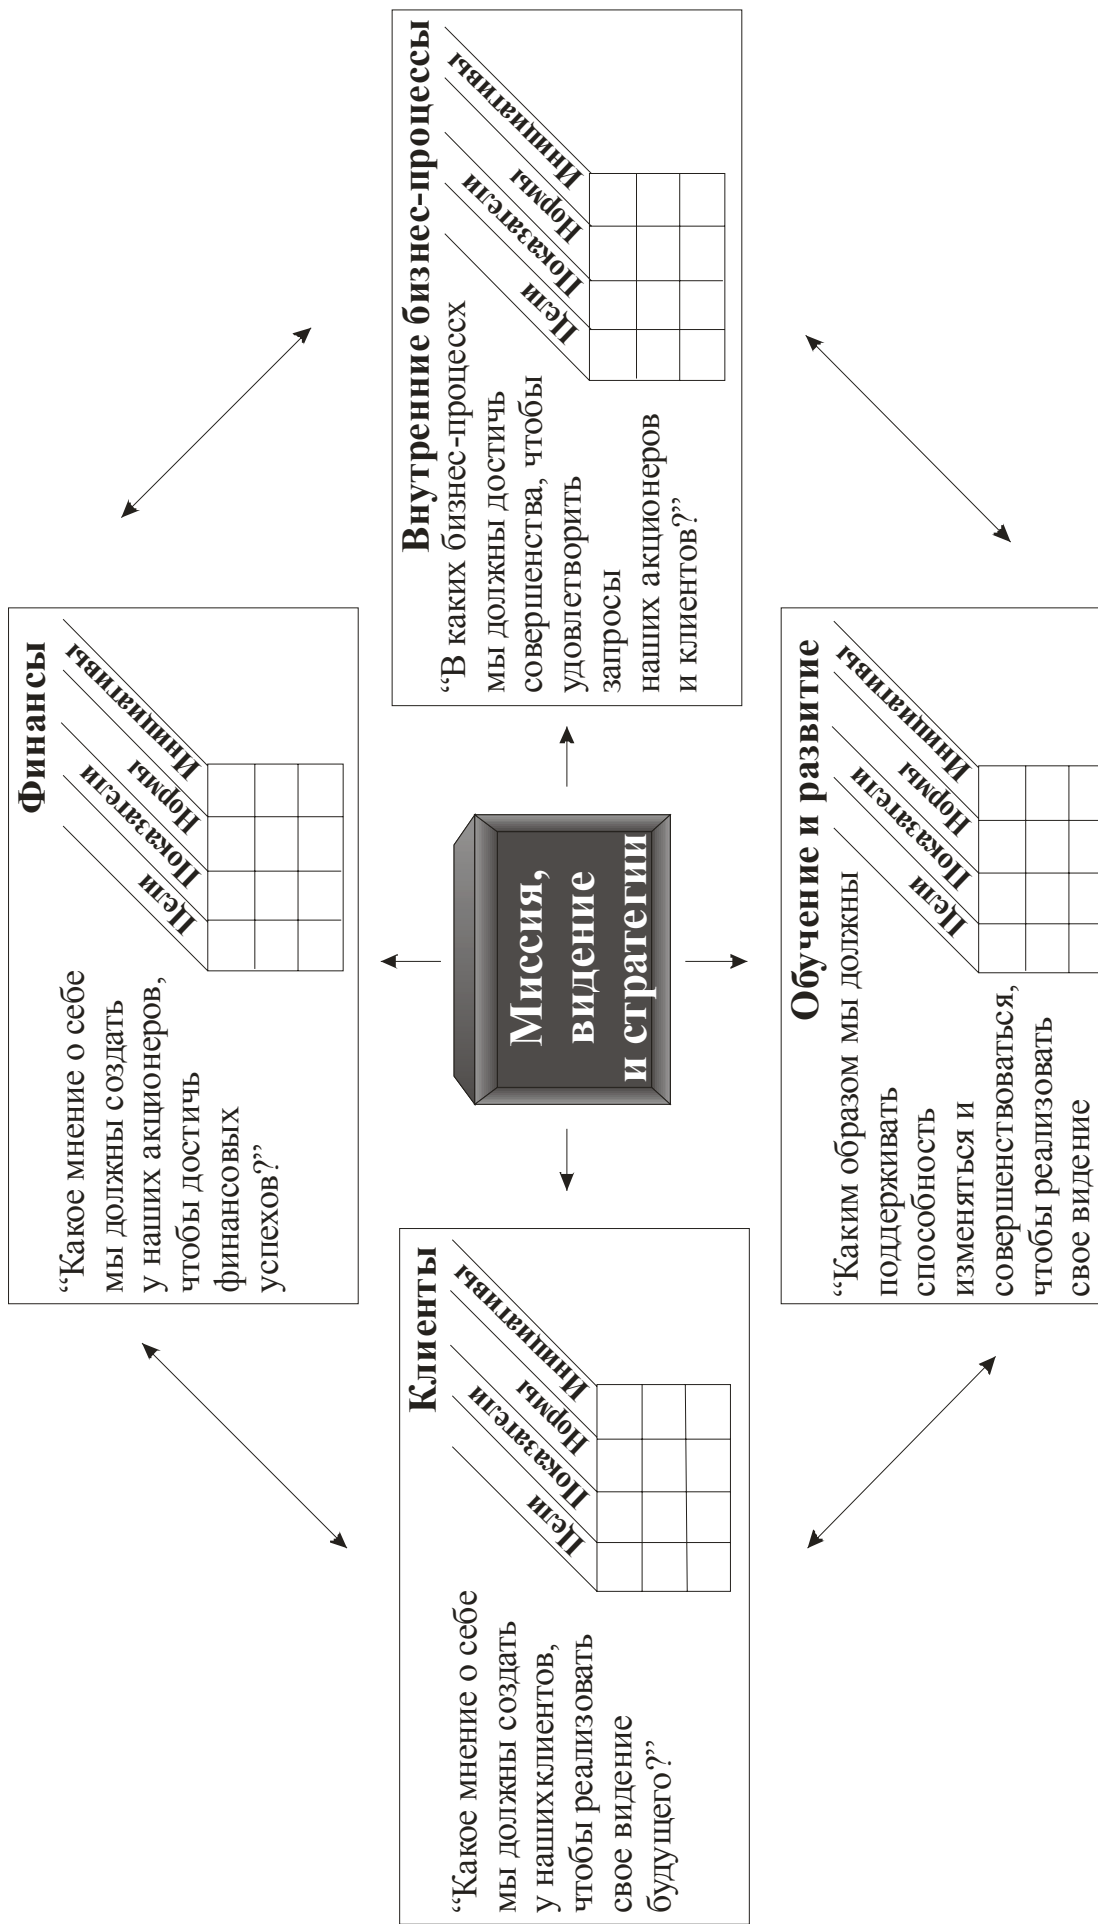 Финансы
“Какое мнение о себе
мы должны создать
у наших акционеров,
чтобы достичь
финансовых
успехов?”
Цели
Показатели
Нормы
Инициативы
Клиенты
“Какое мнение о себе
мы должны создать
у нашихклиентов,
чтобы реализовать
свое видение
будущего?”
Цели
Показатели
Нормы
Инициативы
Миссия,
видение
и стратегии
Внутренние бизнес-процессы
“В каких бизнес-процессх
мы должны достичь
совершенства, чтобы
удовлетворить
запросы
наших акционеров
и клиентов?”
Цели
Показатели
Нормы
Инициативы
Обучение и развитие
“Каким образом мы должны
поддерживать
способность
изменяться и
совершенствоваться,
чтобы реализовать
свое видение
Цели
Показатели
Нормы
Инициативы